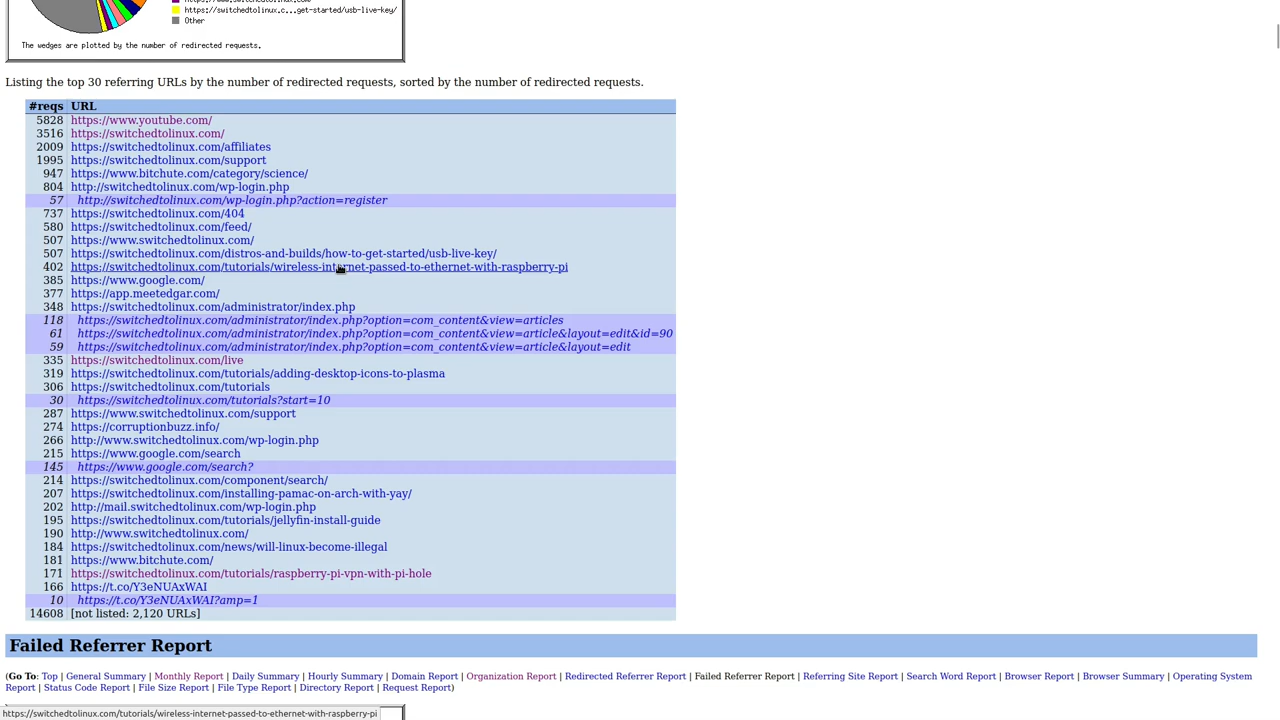 https://switchedtolinux.c...get-started/usb-live-key/
Other
The wedges are plotted by the number of redirected requests.
Listing the top 30 referring URLs by the number of redirected requests, sorted by the number of redirected requests.
#reqs URL
5828 https://www.youtube.com/
3516 https://switchedtolinux.com/
2009 https://switchedtolinux.com/affiliates
1995 https://switchedtolinux.com/support
947 https://www.bitchute.com/category/science/
804 http://switchedtolinux.com/wp-login.php
57 http://switchedtolinux.com/wp-login.php?action=register
737 https://switchedtolinux.com/404
580 https://switchedtolinux.com/feed/
507 https://www.switchedtolinux.com/
507 https://switchedtolinux.com/distros-and-builds/how-to-get-started/usb-live-key/
402 https://switchedtolinux.com/tutorials/wireless-internet-passed-to-ethernet-with-raspberry-pi
385 https://www.google.com/
377 https://app.meetedgar.com/
348 https://switchedtolinux.com/administrator/index.php
118 https://switchedtolinux.com/administrator/index.php?option=com_content&view=articles
61 https://switchedtolinux.com/administrator/index.php?option=com_content&view=article&layout=edit&id=90
59 https://switchedtolinux.com/administrator/index.php?option=com_content&view=article&layout=edit
335 https://switchedtolinux.com/live
319 https://switchedtolinux.com/tutorials/adding-desktop-icons-to-plasma
306 https://switchedtolinux.com/tutorials
30 https://switchedtolinux.com/tutorials?start=10
287 https://www.switchedtolinux.com/support
274 https://corruptionbuzz.info/
266 http://www.switchedtolinux.com/wp-login.php
215 https://www.google.com/search
145 https://www.google.com/search?
214 https://switchedtolinux.com/component/search/
207 https://switchedtolinux.com/installing-pamac-on-arch-with-yay/
202 http://mail.switchedtolinux.com/wp-login.php
195 https://switchedtolinux.com/tutorials/jellyfin-install-guide
190 http://www.switchedtolinux.com/
184 https://switchedtolinux.com/news/will-linux-become-illegal
181 https://www.bitchute.com/
171 https://switchedtolinux.com/tutorials/raspberry-pi-vpn-with-pi-hole
166 https://t.co/Y3eNUAxWAI
10 https://t.co/Y3eNUAxWAI?amp=1
14608 [not listed: 2,120 URLs]
Failed Referrer Report
(Go To: Top | General Summary | Monthly Report | Daily Summary | Hourly Summary | Domain Report | Organization Report | Redirected Referrer Report | Failed Referrer Report | Referring Site Report | Search Word Report | Browser Report | Browser Summary | Operating System
Report | Status Code Report | File Size Report | File Type Report | Directory Report | Request Report)
https://switchedtolinux.com/tutorials/wireless-internet-passed-to-ethernet-with-raspberry-pi